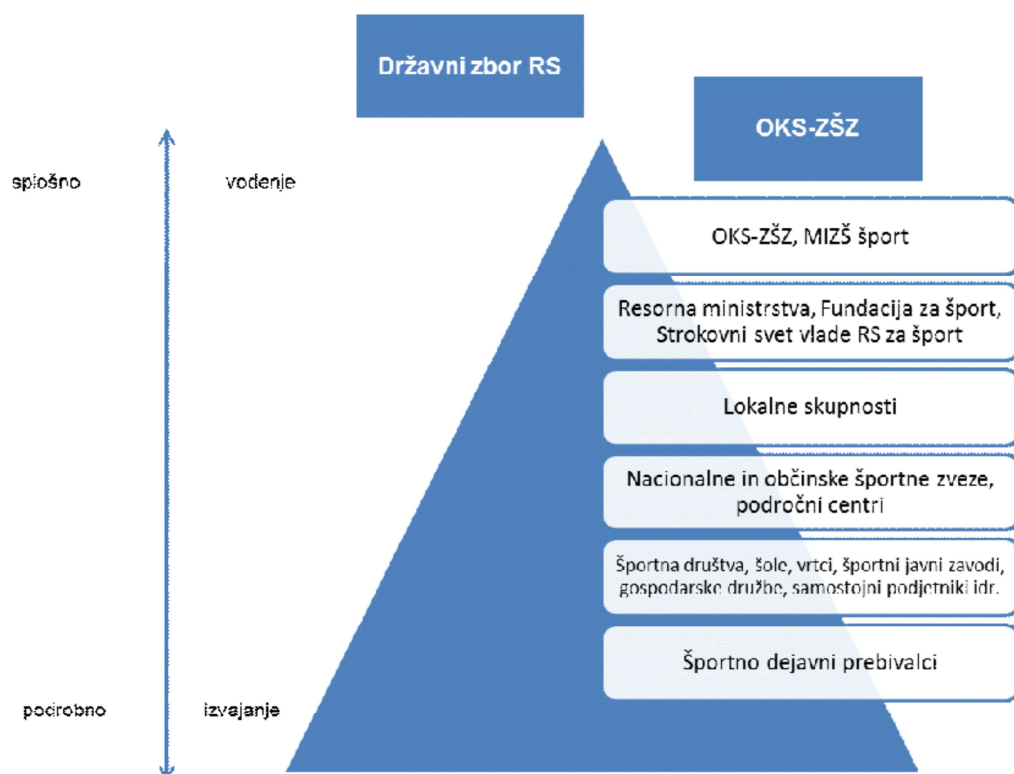 Državni zbor RS
OKS-ZŠZ
splošno
vodenje
OKS-ZŠZ, MIZŠ šport
Resorna ministrstva, Fundacija za šport,
Strokovni svet vlade RS za šport
Lokalne skupnosti
Nacionalne in občinske športne zveze,
področni centri
Športna društva, šole, vrtci, športni javni zavodi,
gospodarske družbe, samostojni podjetniki idr.
Športno dejavni prebivalci
podrobno
izvajanje